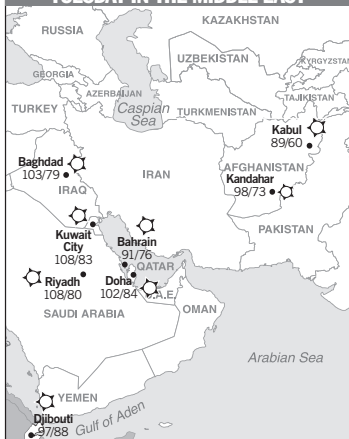 TUESDAY IN THE MIDDLE EAST
KAZAKHSTAN
RUSSIA
UZBEKISTAN
KYRGYZSTAN
GEORGIA
AZERBAIJAN
TAJIKISTAN
TURKEY
Caspian
Sea
TURKMENISTAN
Kabul
89/60
Baghdad
103/79
IRAN
AFGHANISTAN
Kandahar
98/73
IRAQ
Kuwait
City
108/83
PAKISTAN
Bahrain
91/76
QATAR
Riyadh
108/80
Doha
102/84
U.A.E.
OMAN
SAUDI ARABIA
Arabian Sea
YEMEN
Djibouti
97/88
Gulf of Aden